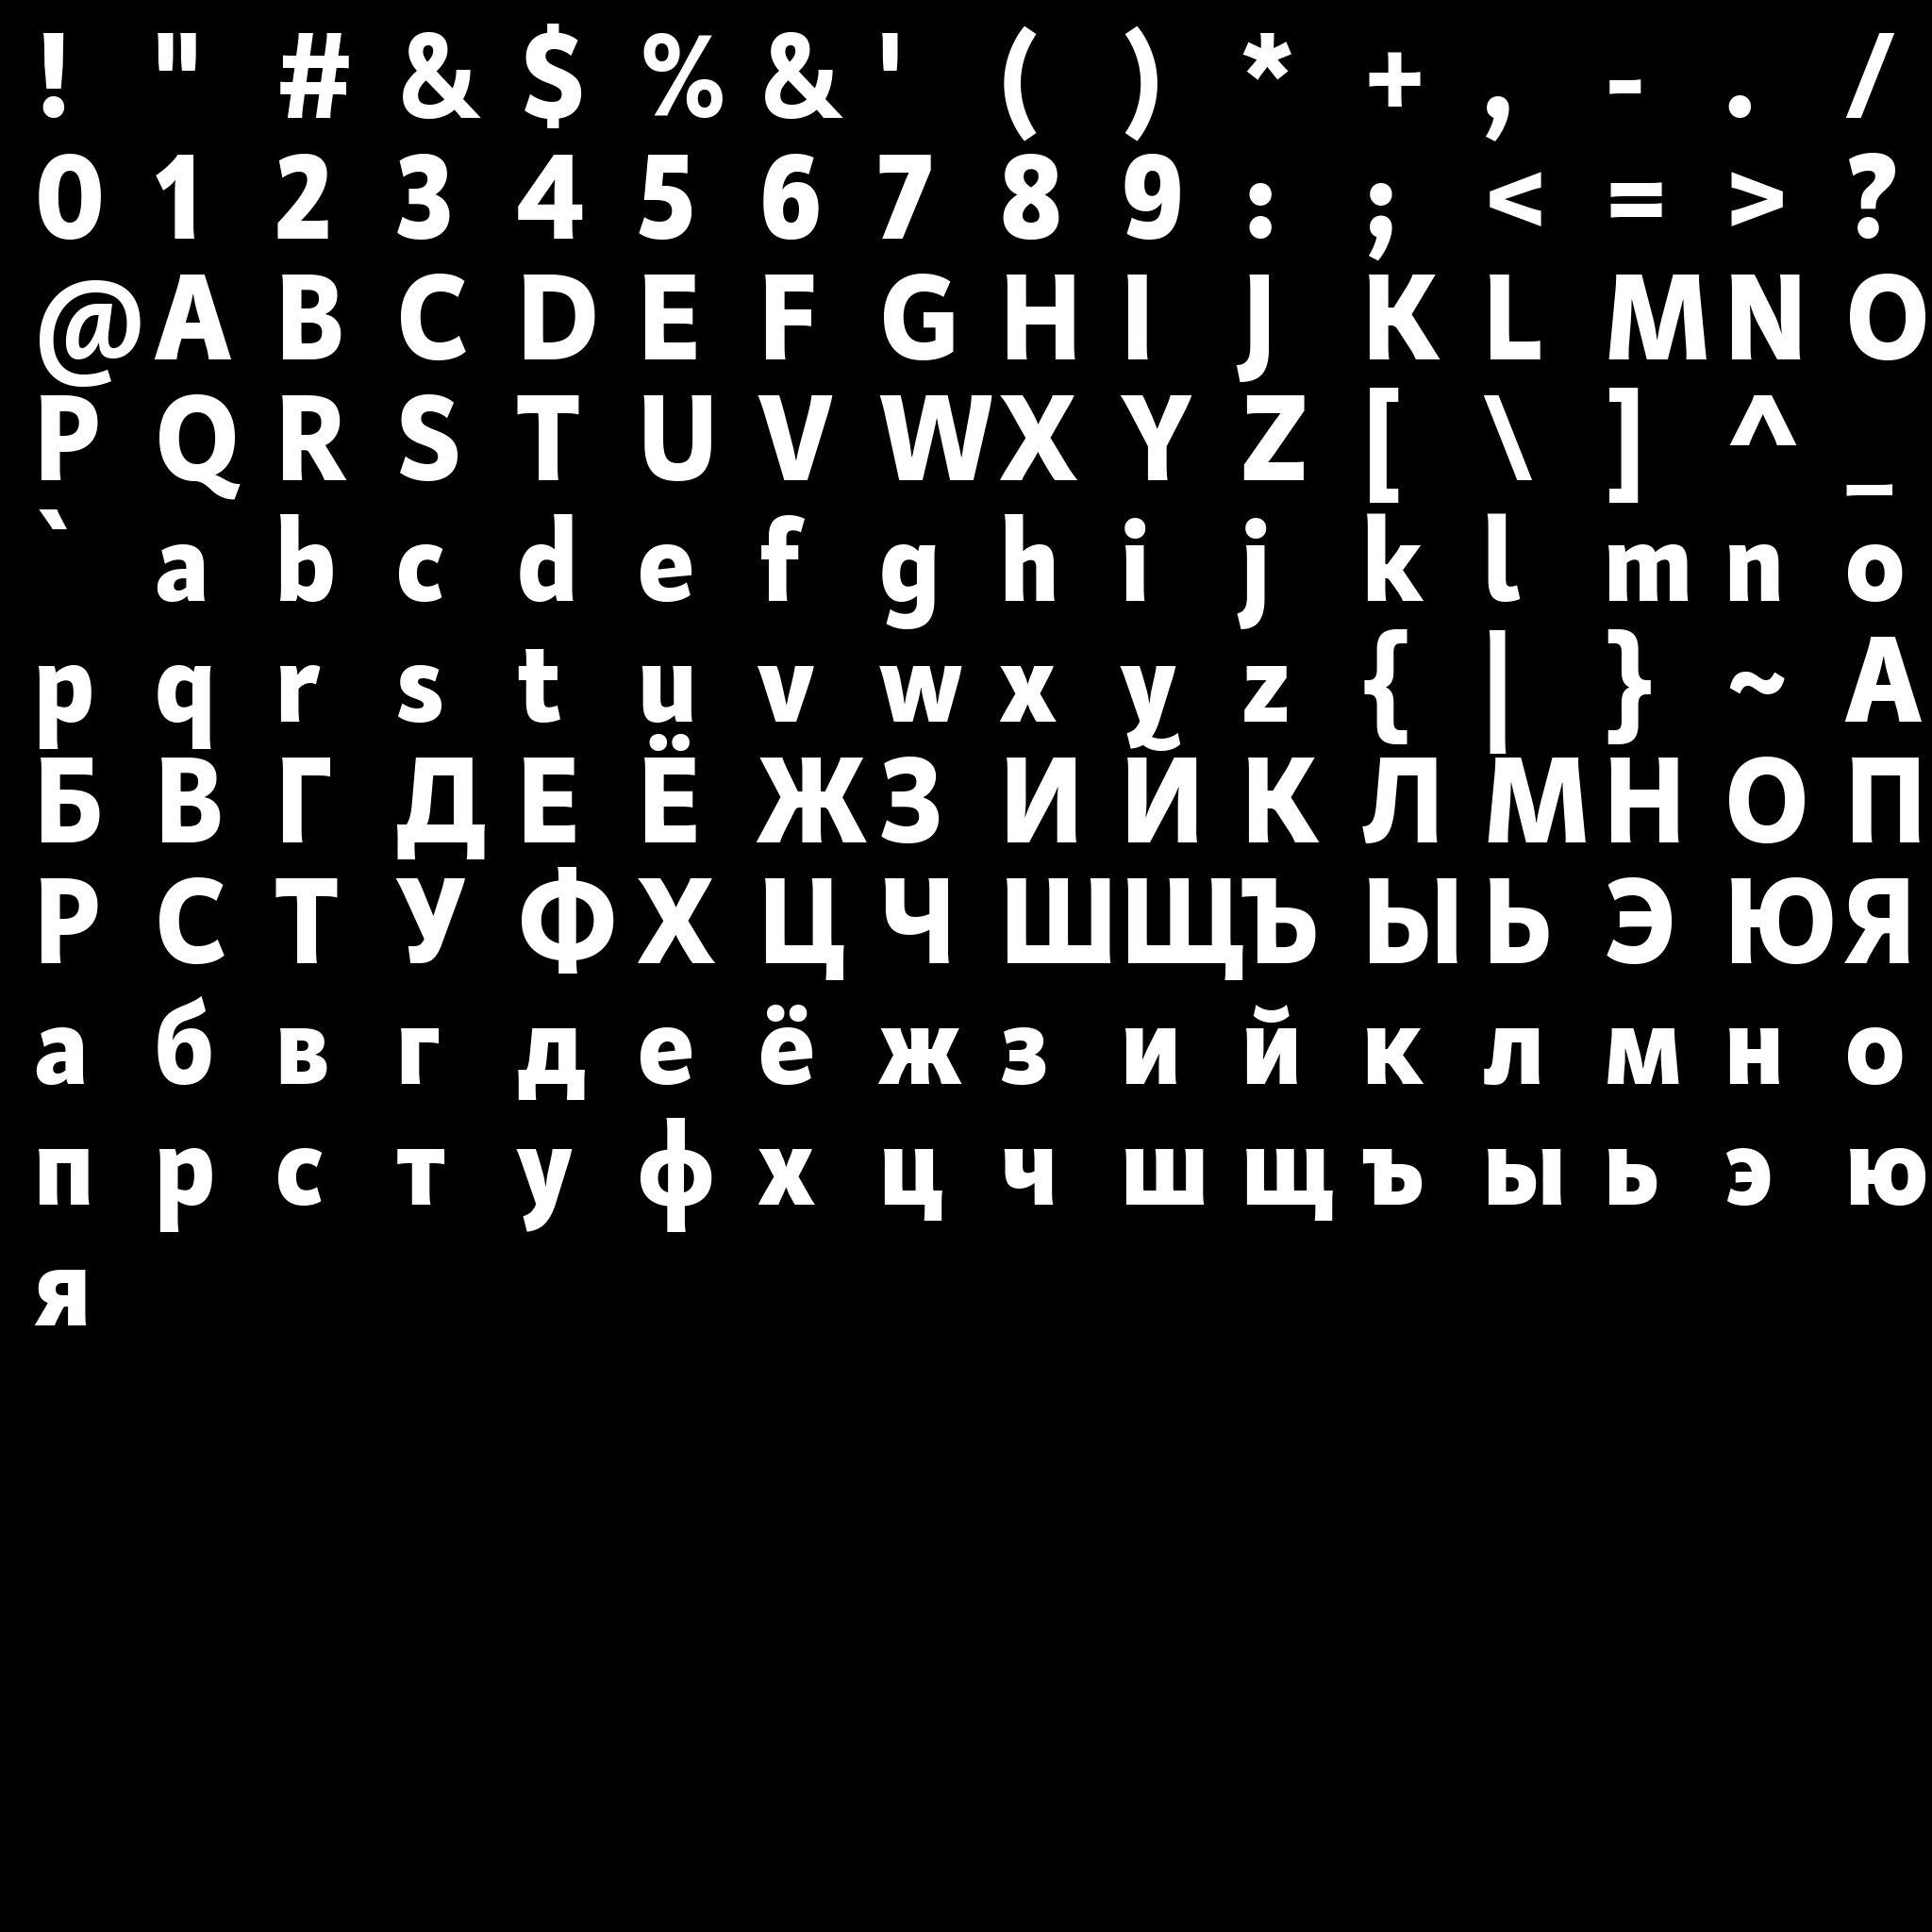 ! " # & $ % & ' ( ) * + , - . /
0 1 2 3 4 5 6 7 8 9 : ; < = > ?
@ A B C D E F G H I J K L M N O
P Q R S T U V W X Y Z [ \ ] ^ _
` a b c d e f g h i j k l m n o
p q r s t u v w x y z { | } ~ А
Б В Г Д Е Ё Ж З И Й К Л М Н О П
Р С Т У Ф Х Ц Ч Ш Щ Ъ Ы Ь Э Ю Я
а б в г д е ё ж з и й к л м н о
п р с т у ф х ц ч ш щ ъ ы ь э ю
я